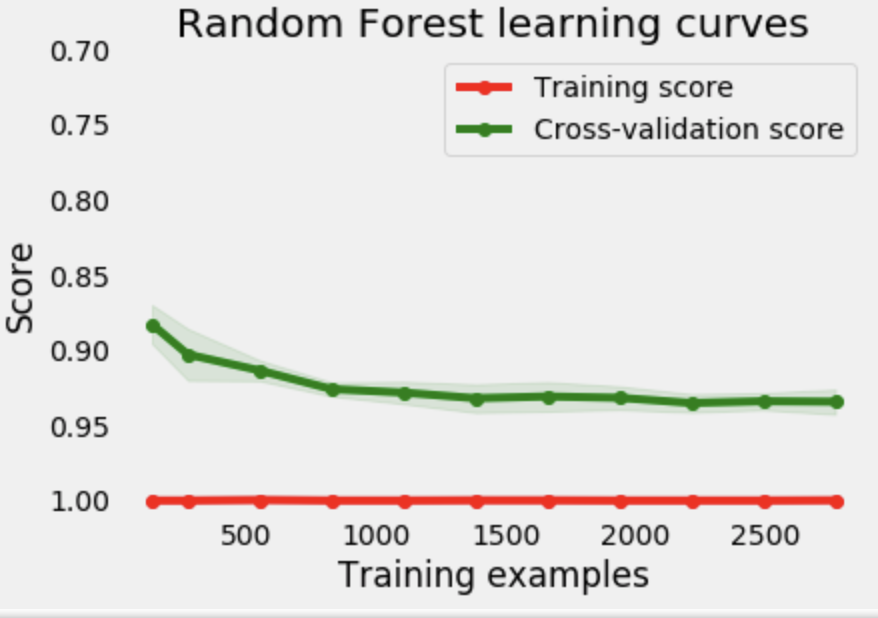 Random Forest learning curves
0.70
Training score
Cross-validation score
0.75
0.80
0.85
0.90
0.95
1.00
Score
500 1000 1500 2000 2500
Training examples